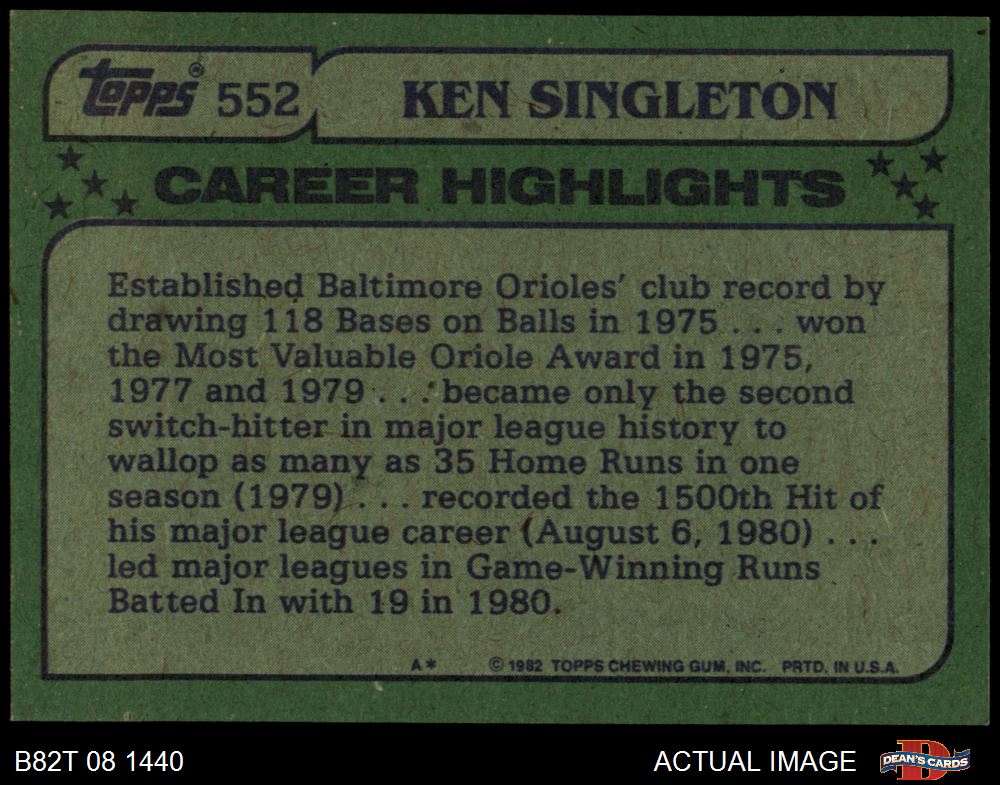 topps® 552 KEN SINGLETON
CAREER HIGHLIGHTS
Established Baltimore Orioles' club record by
drawing 118 Bases on Balls in 1975 . . . won
the Most Valuable Oriole Award in 1975,
1977 and 1979 . . . became only the second
switch-hitter in major league history to
wallop as many as 35 Home Runs in one
season (1979) . . . recorded the 1500th Hit of
his major league career (August 6, 1980) . . .
led major leagues in Game-Winning Runs
Batted In with 19 in 1980.
A* © 1982 TOPPS CHEWING GUM, INC. PRTD. IN U.S.A.
B82T 08 1440 ACTUAL IMAGE D DEAN'S CARDS